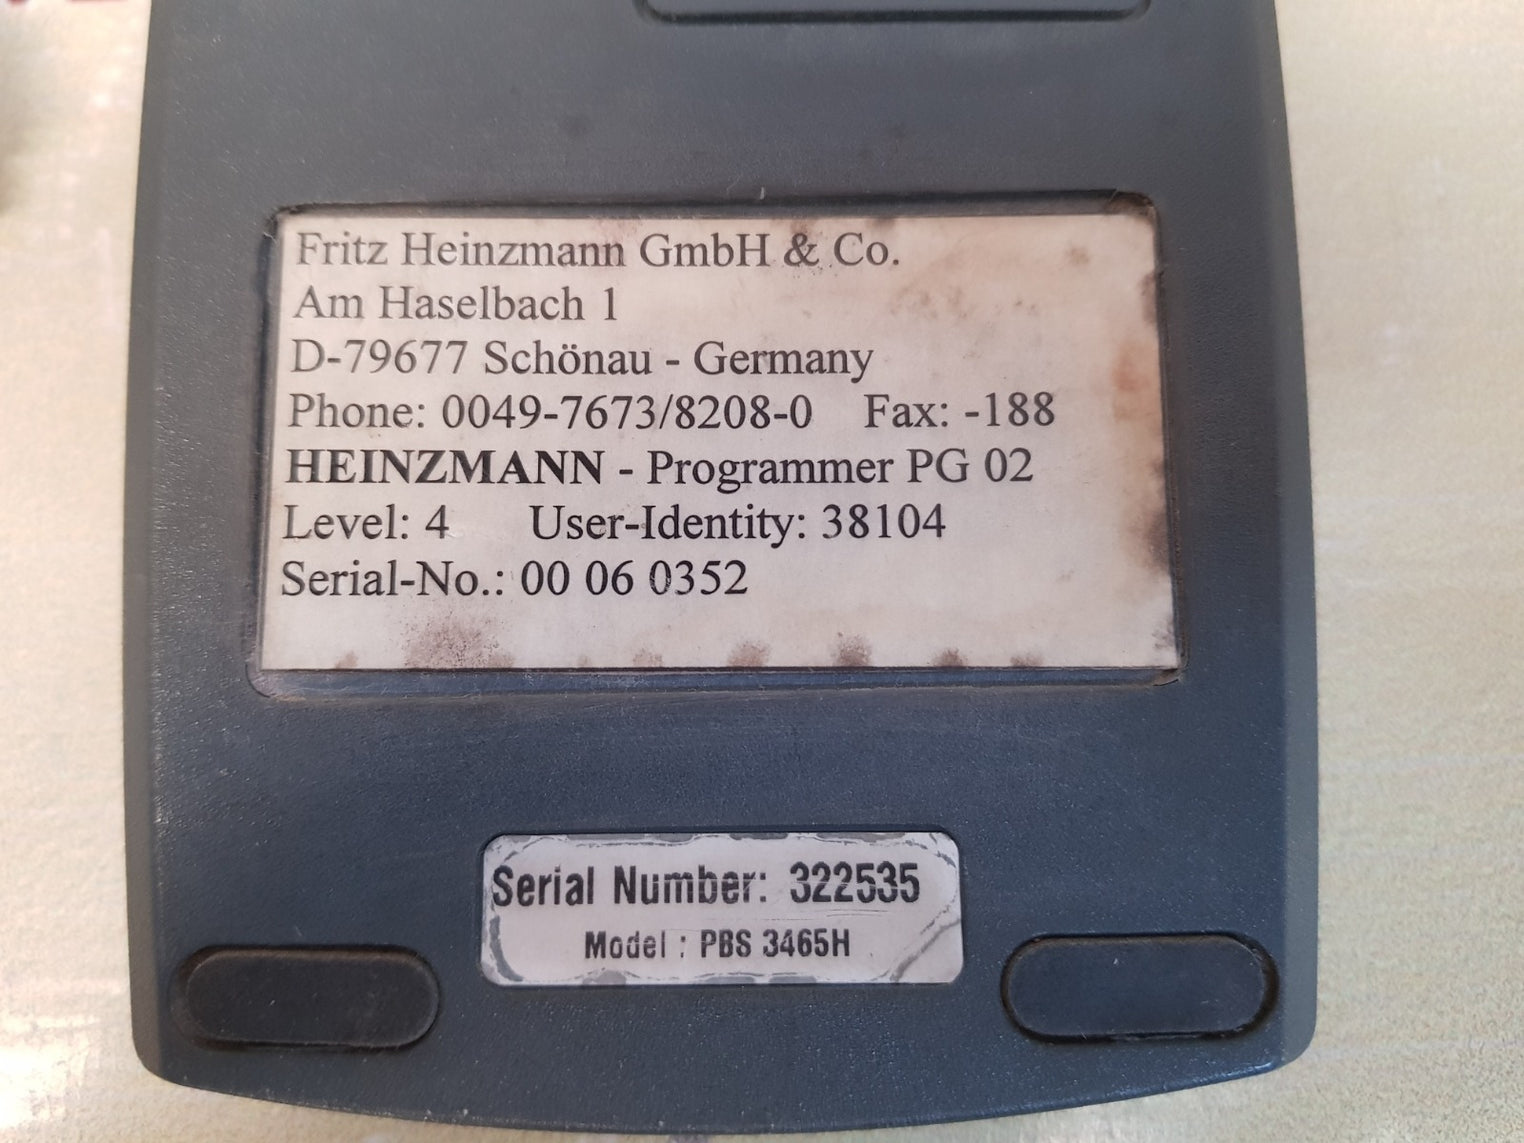 Fritz Heinzmann GmbH & Co.
Am Haselbach 1
D-79677 Schönau - Germany
Phone: 0049-7673/8208-0 Fax: -188
HEINZMANN - Programmer PG 02
Level: 4 User-Identity: 38104
Serial-No.: 00 06 0352
Serial Number: 322535
Model : PBS 3465H